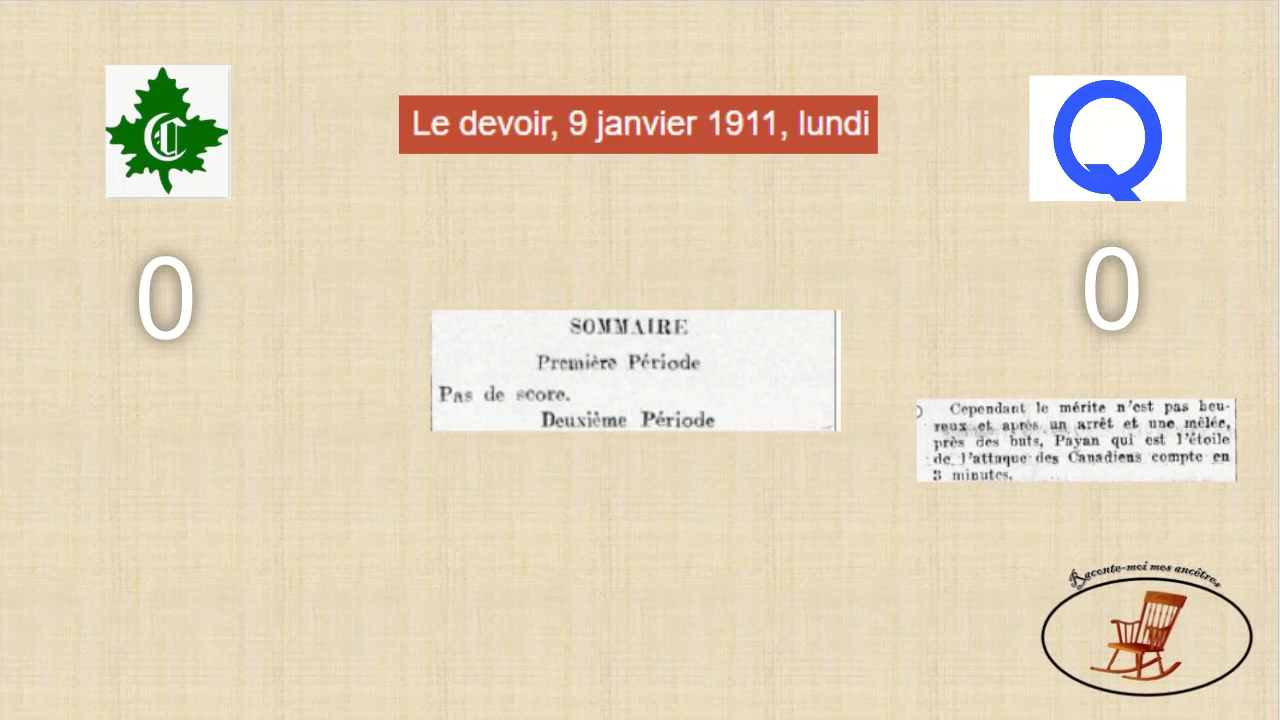 Le devoir, 9 janvier 1911, lundi
C
Q
0
0
SOMMAIRE
Première Période
Pas de score.
Deuxième Période
Cependant le mérite n'est pas heu-
reux et après un arrêt et une mêlée,
près des buts, Payan qui est l'étoile
de l'attaque des Canadiens compte en
3 minutes.
Raconte-moi mes ancêtres